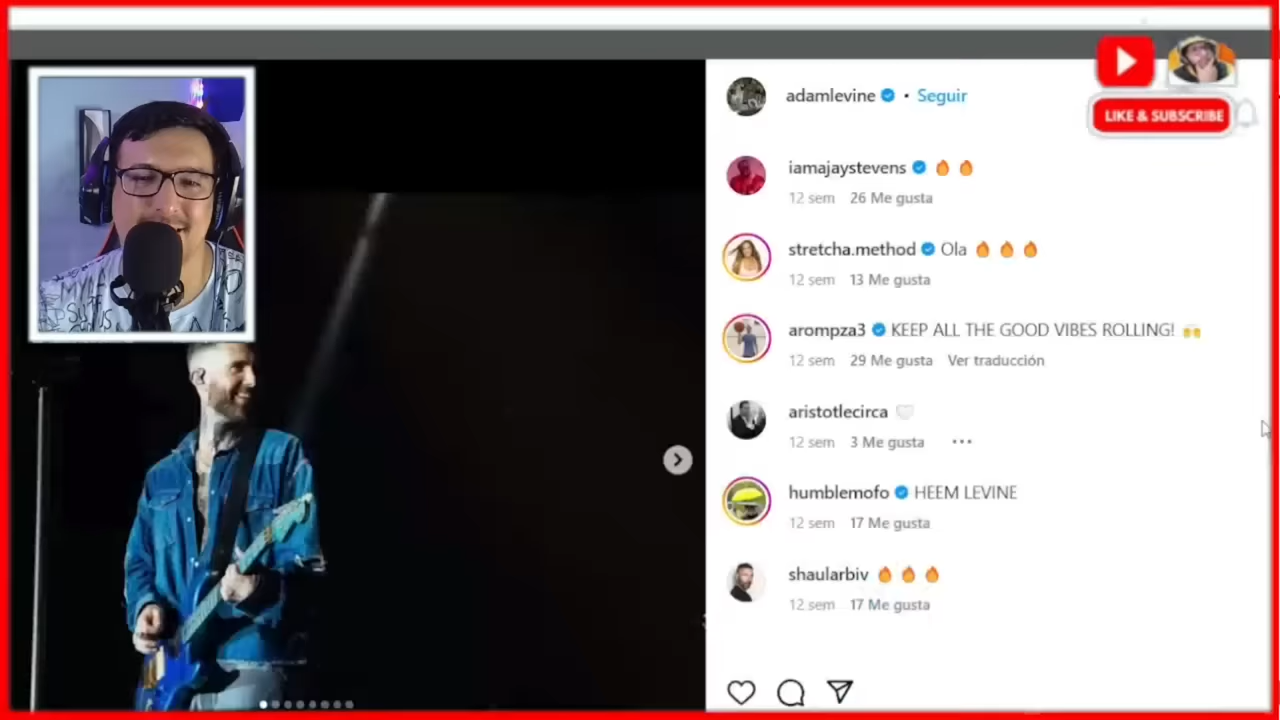 LIKE & SUBSCRIBE
adamlevine • Seguir
iamajaystevens 🔥 🔥
12 sem 26 Me gusta
stretcha.method Ola 🔥 🔥 🔥
12 sem 13 Me gusta
arompza3 KEEP ALL THE GOOD VIBES ROLLING! 🙌
12 sem 29 Me gusta Ver traducción
aristotlecirca 🤍
12 sem 3 Me gusta ···
humblemofo HEEM LEVINE
12 sem 17 Me gusta
shaularbiv 🔥 🔥 🔥
12 sem 17 Me gusta